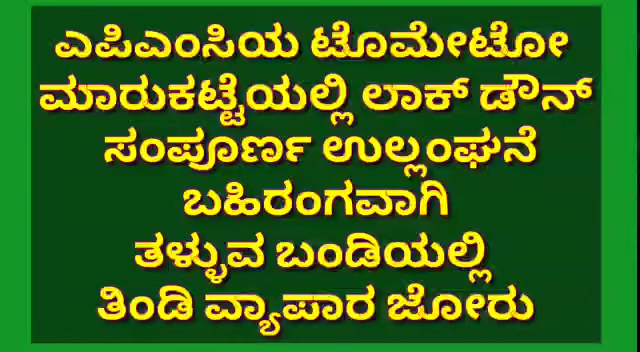 ಎಪಿಎಂಸಿಯ ಟೊಮೇಟೋ
ಮಾರುಕಟ್ಟೆಯಲ್ಲಿ ಲಾಕ್ ಡೌನ್
ಸಂಪೂರ್ಣ ಉಲ್ಲಂಘನೆ
ಬಹಿರಂಗವಾಗಿ
ತಳ್ಳುವ ಬಂಡಿಯಲ್ಲಿ
ತಿಂಡಿ ವ್ಯಾಪಾರ ಜೋರು